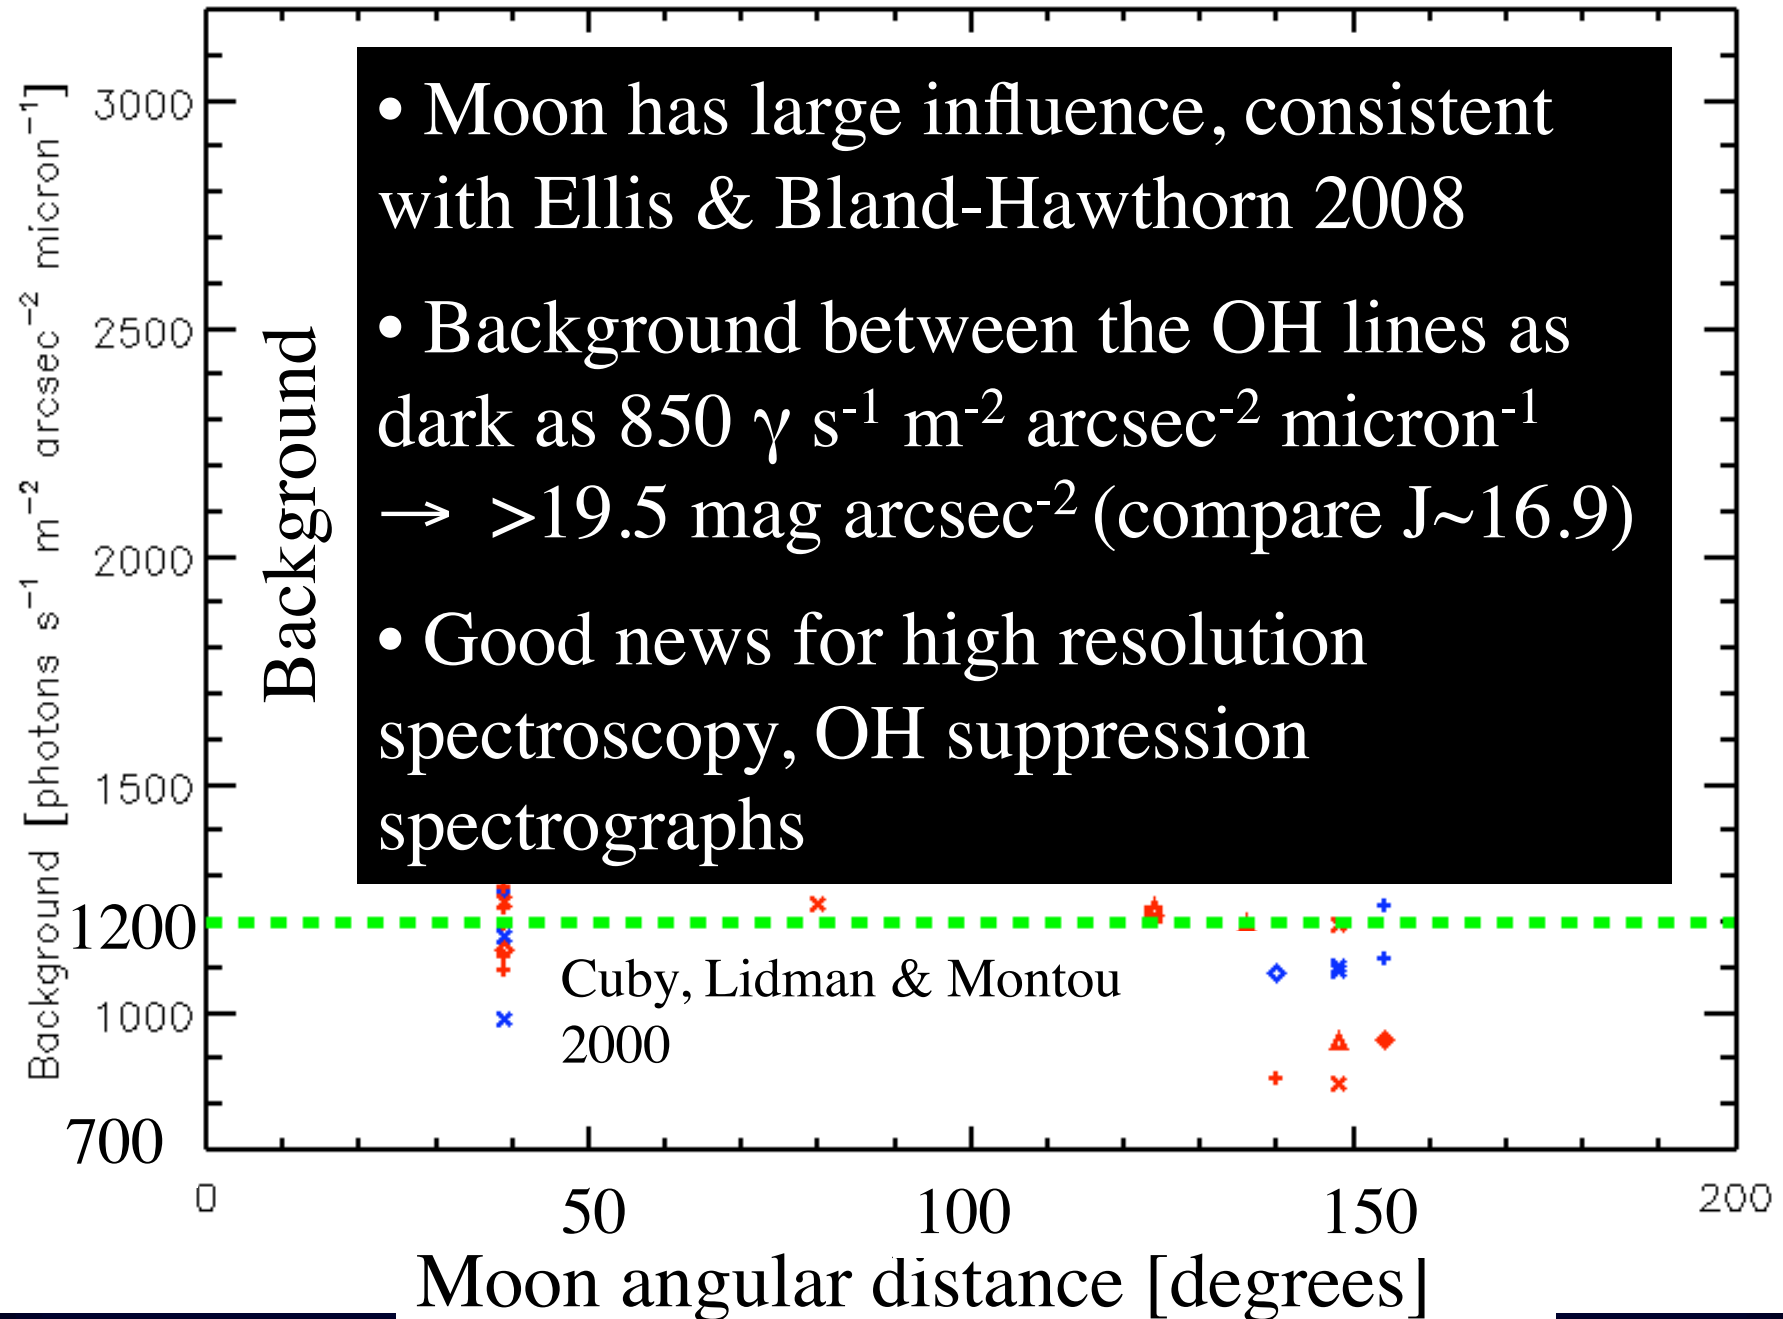 Background [photons s⁻¹ m⁻² arcsec⁻² micron⁻¹]
3000
2500
2000
1500
1200
1000
700
Background
• Moon has large influence, consistent
with Ellis & Bland-Hawthorn 2008
• Background between the OH lines as
dark as 850 γ s⁻¹ m⁻² arcsec⁻² micron⁻¹
→ >19.5 mag arcsec⁻² (compare J~16.9)
• Good news for high resolution
spectroscopy, OH suppression
spectrographs
Cuby, Lidman & Montou
2000
0 50 100 150 200
Moon angular distance [degrees]